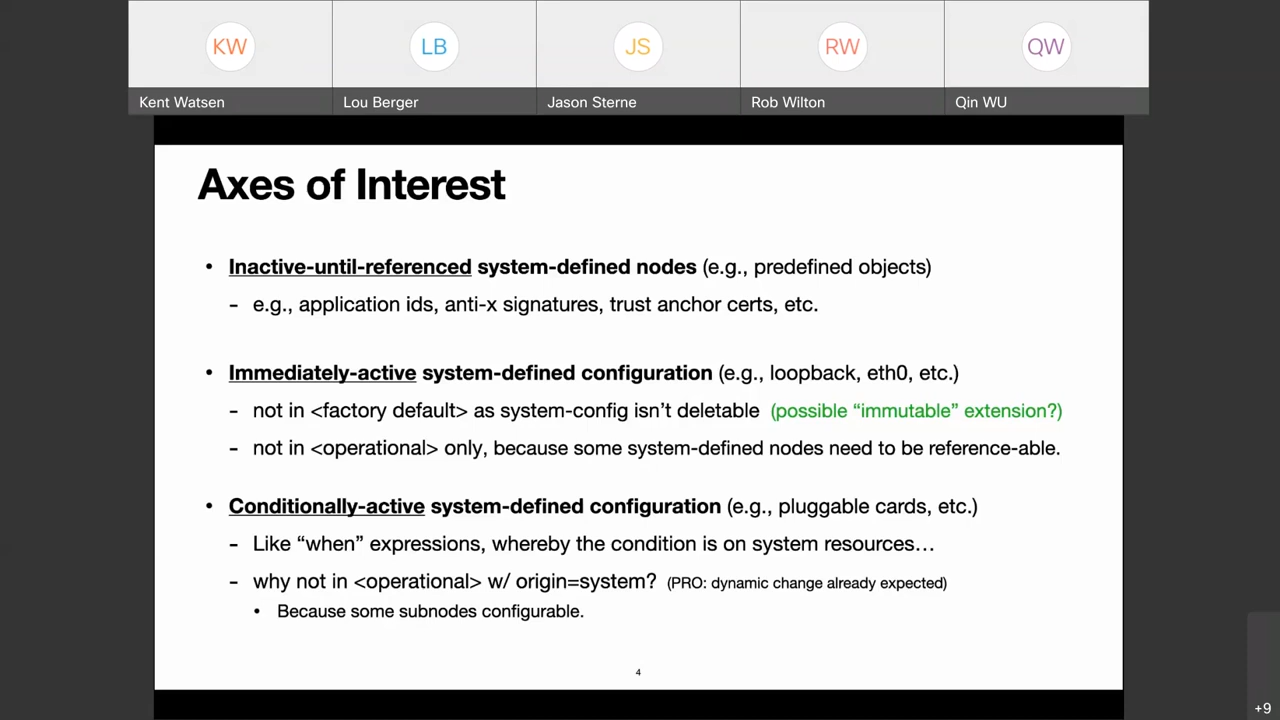 KW
LB
JS
RW
QW
Kent Watsen
Lou Berger
Jason Sterne
Rob Wilton
Qin WU
Axes of Interest
• Inactive-until-referenced system-defined nodes (e.g., predefined objects)
- e.g., application ids, anti-x signatures, trust anchor certs, etc.
• Immediately-active system-defined configuration (e.g., loopback, eth0, etc.)
- not in <factory default> as system-config isn’t deletable (possible “immutable” extension?)
- not in <operational> only, because some system-defined nodes need to be reference-able.
• Conditionally-active system-defined configuration (e.g., pluggable cards, etc.)
- Like “when” expressions, whereby the condition is on system resources…
- why not in <operational> w/ origin=system? (PRO: dynamic change already expected)
• Because some subnodes configurable.
4
+9